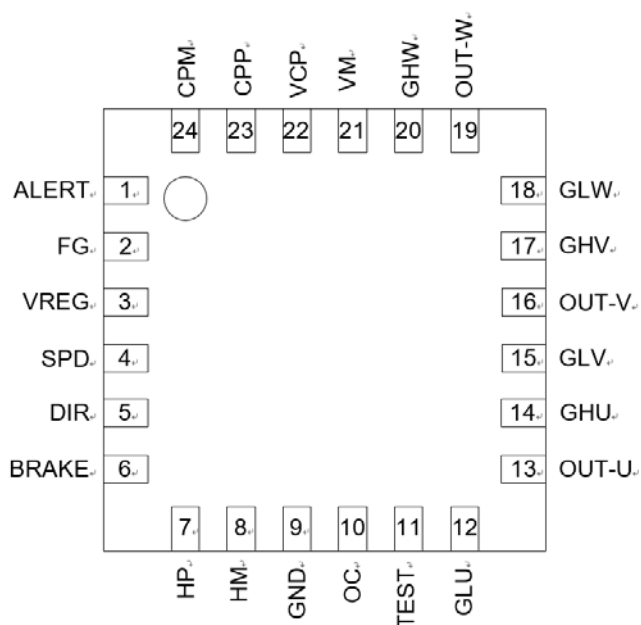 CPM CPP VCP VM GHW OUT-W
24 23 22 21 20 19
ALERT 1 18 GLW
FG 2 17 GHV
VREG 3 16 OUT-V
SPD 4 15 GLV
DIR 5 14 GHU
BRAKE 6 13 OUT-U
7 8 9 10 11 12
HP HM GND OC TEST GLU